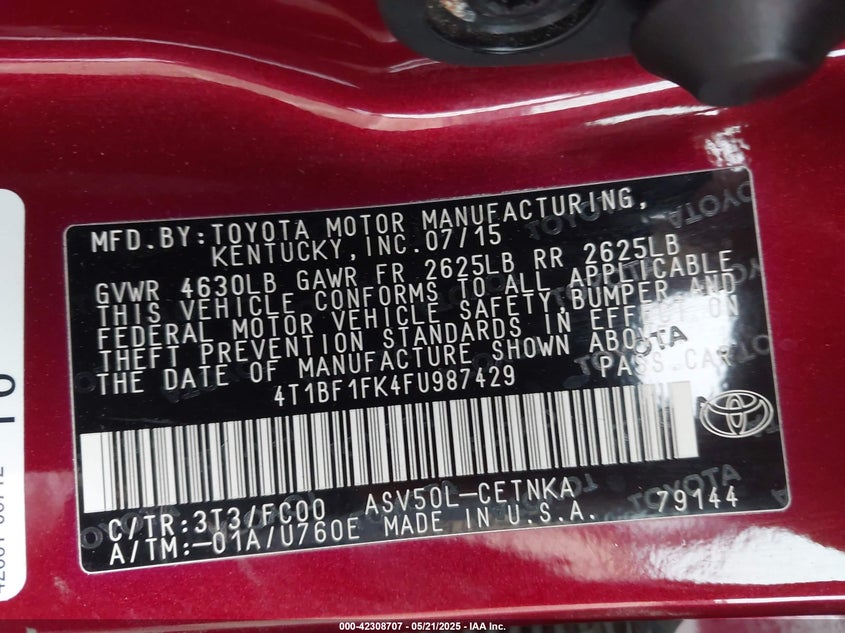 MFD.BY:TOYOTA MOTOR MANUFACTURING,
KENTUCKY,INC.07/15
GVWR 4630LB GAWR FR 2625LB RR 2625LB
THIS VEHICLE CONFORMS TO ALL APPLICABLE
FEDERAL MOTOR VEHICLE SAFETY,BUMPER AND
THEFT PREVENTION STANDARDS IN EFFECT ON
THE DATE OF MANUFACTURE SHOWN ABOVE.
4T1BF1FK4FU987429 PASS.CAR
TOYOTA
C/TR:3T3/FC00 ASV50L-CETNKA 79144
A/TM:-01A/U760E MADE IN U.S.A.
000-42308707 - 05/21/2025 - IAA Inc.